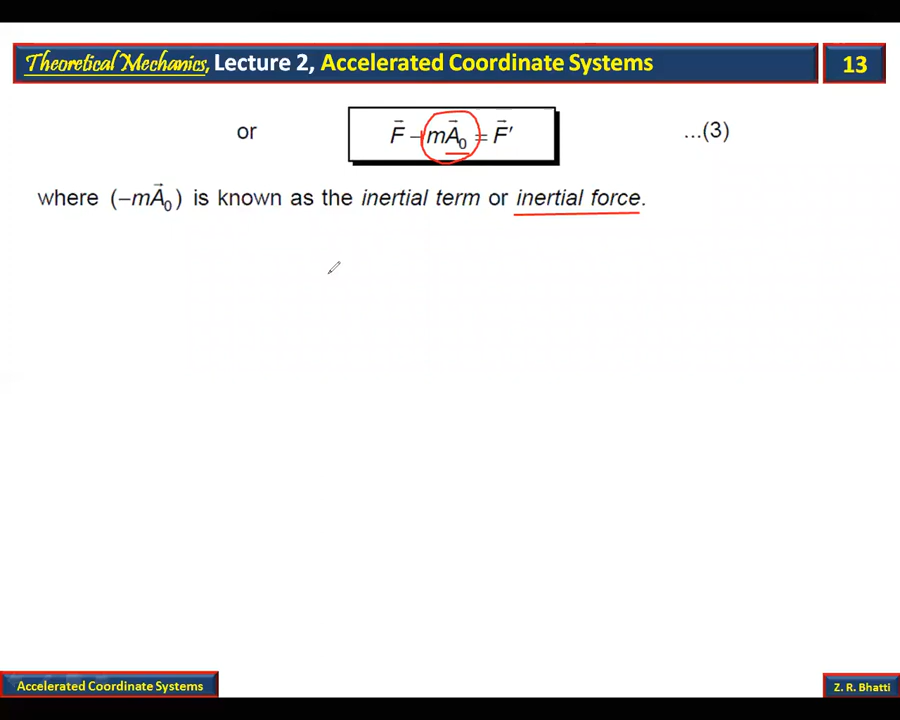 Theoretical Mechanics, Lecture 2, Accelerated Coordinate Systems 13
or F⃗ – mA⃗₀ = F⃗′ ...(3)
where (–mA⃗₀) is known as the inertial term or inertial force.
Accelerated Coordinate Systems Z. R. Bhatti